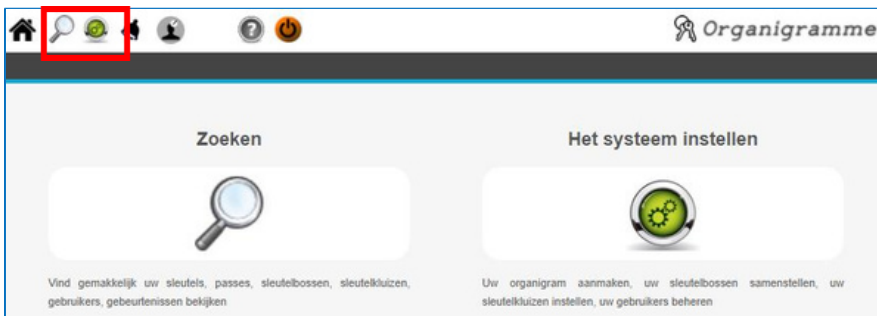 Organigramme
Zoeken
Het systeem instellen
Vind gemakkelijk uw sleutels, passes, sleutelbossen, sleutelkluizen,
gebruikers, gebeurtenissen bekijken
Uw organigram aanmaken, uw sleutelbossen samenstellen, uw
sleutelkluizen instellen, uw gebruikers beheren